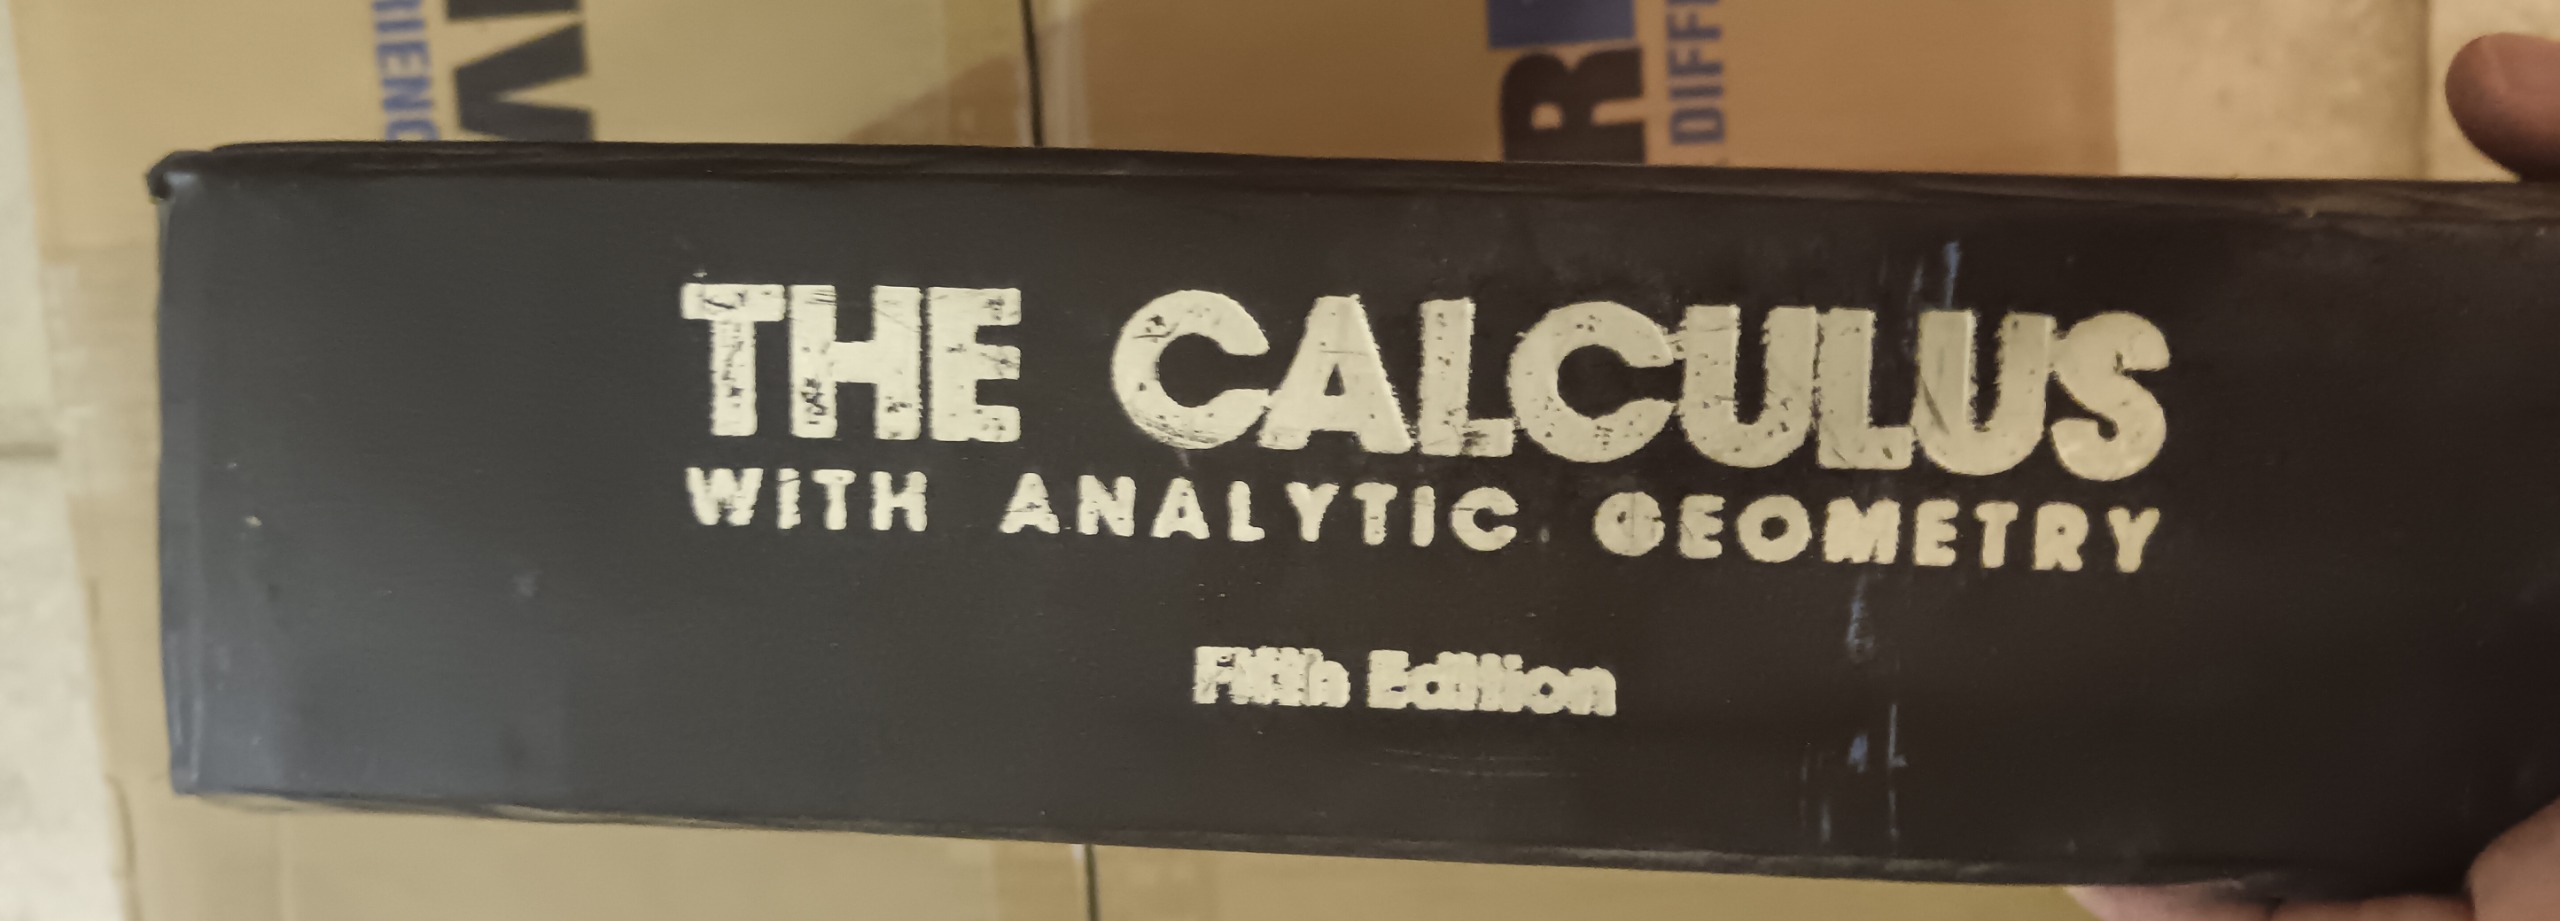 THE CALCULUS
WITH ANALYTIC GEOMETRY
Fifth Edition